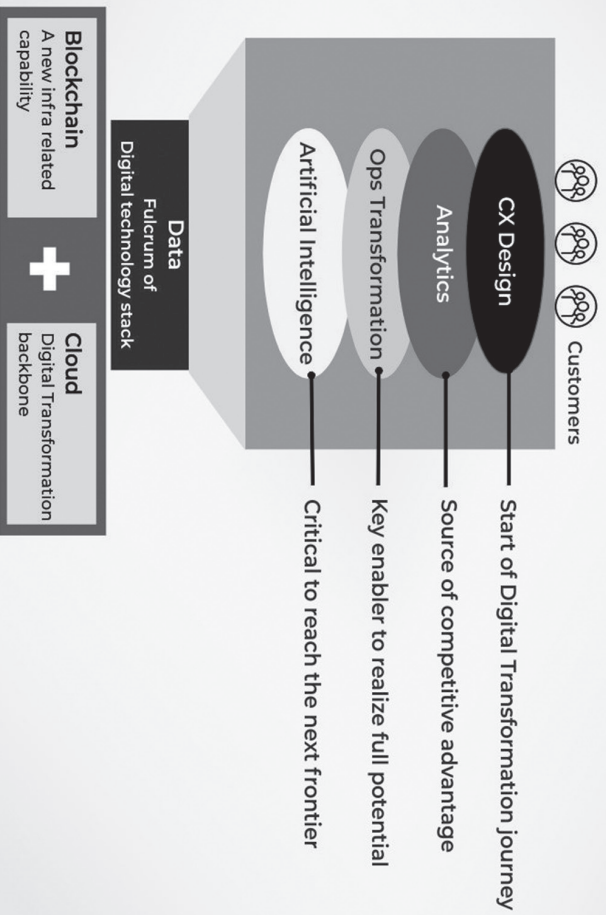 Customers
CX Design
Start of Digital Transformation journey
Analytics
Source of competitive advantage
Ops Transformation
Key enabler to realize full potential
Artificial Intelligence
Critical to reach the next frontier
Data
Fulcrum of
Digital technology stack
Blockchain
A new infra related
capability
Cloud
Digital Transformation
backbone